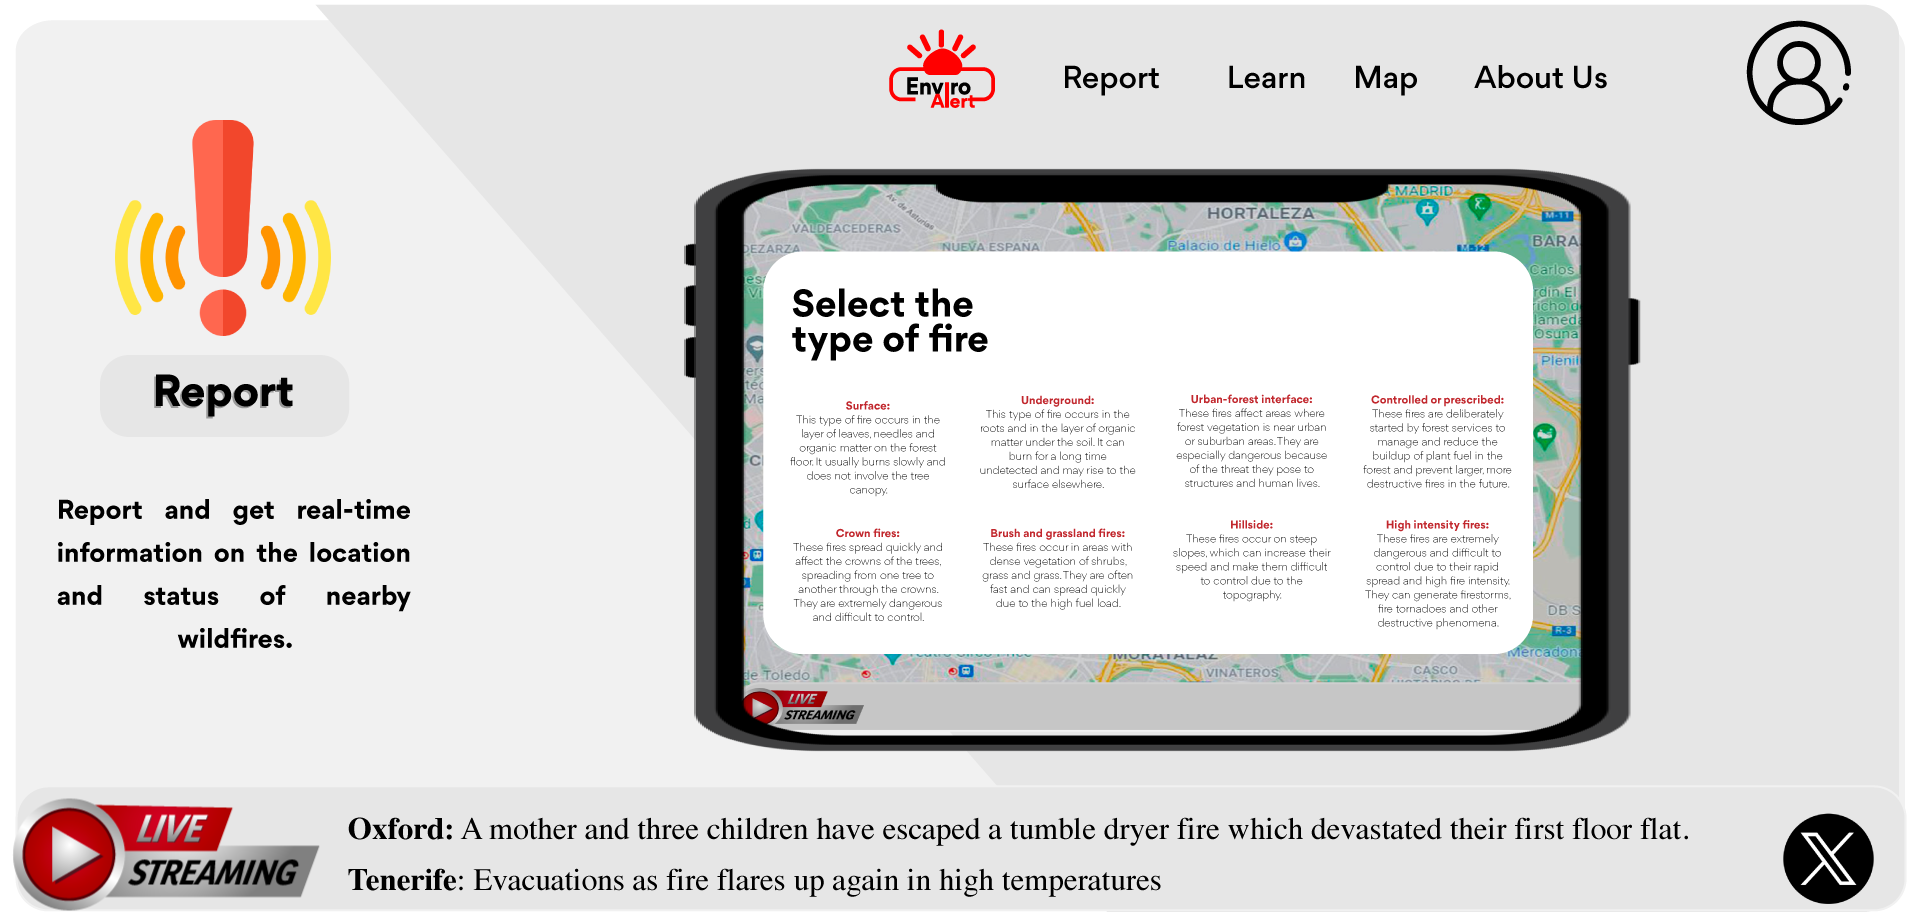 Enviro
Alert
Report
Learn
Map
About Us
Report
Report and get real-time
information on the location
and status of nearby
wildfires.
MADRID
HORTALEZA
M-11
VALDEACEDERAS
Av. de Asturias
NUEVA ESPAÑA
Palacio de Hielo
M-12
BARA
DEZARZA
Carlos
Select the
type of fire
Surface:
This type of fire occurs in the
layer of leaves, needles and
organic matter on the forest
floor. It usually burns slowly and
does not involve the tree
canopy.
Underground:
This type of fire occurs in the
roots and in the layer of organic
matter under the soil. It can
burn for a long time
undetected and may rise to the
surface elsewhere.
Urban-forest interface:
These fires affect areas where
forest vegetation is near urban
or suburban areas. They are
especially dangerous because
of the threat they pose to
structures and human lives.
Controlled or prescribed:
These fires are deliberately
started by forest services to
manage and reduce the
buildup of plant fuel in the
forest and prevent larger, more
destructive fires in the future.
Crown fires:
These fires spread quickly and
affect the crowns of the trees,
spreading from one tree to
another through the crowns.
They are extremely dangerous
and difficult to control.
Brush and grassland fires:
These fires occur in areas with
dense vegetation of shrubs,
grass and grass. They are often
fast and can spread quickly
due to the high fuel load.
Hillside:
These fires occur on steep
slopes, which can increase their
speed and make them difficult
to control due to the
topography.
High intensity fires:
These fires are extremely
dangerous and difficult to
control due to their rapid
spread and high fire intensity.
They can generate firestorms,
fire tornadoes and other
destructive phenomena.
Osuna
Plenil
DB S
R-3
Mercadona
MORATALAZ
de Toledo
VINATEROS
CASCO
LIVE
STREAMING
LIVE
STREAMING
Oxford: A mother and three children have escaped a tumble dryer fire which devastated their first floor flat.
Tenerife: Evacuations as fire flares up again in high temperatures
X